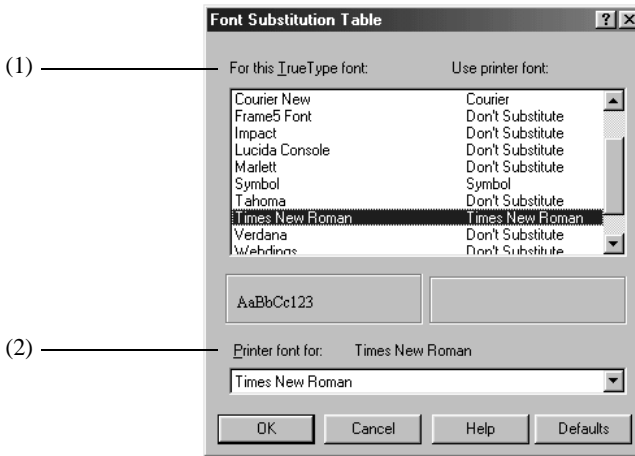 Font Substitution Table
(1) For this TrueType font: Use printer font:
Courier New Courier
Frame5 Font Don't Substitute
Impact Don't Substitute
Lucida Console Don't Substitute
Marlett Don't Substitute
Symbol Symbol
Tahoma Don't Substitute
Times New Roman Times New Roman
Verdana Don't Substitute
Webdings Don't Substitute
AaBbCc123
(2) Printer font for: Times New Roman
Times New Roman
OK Cancel Help Defaults